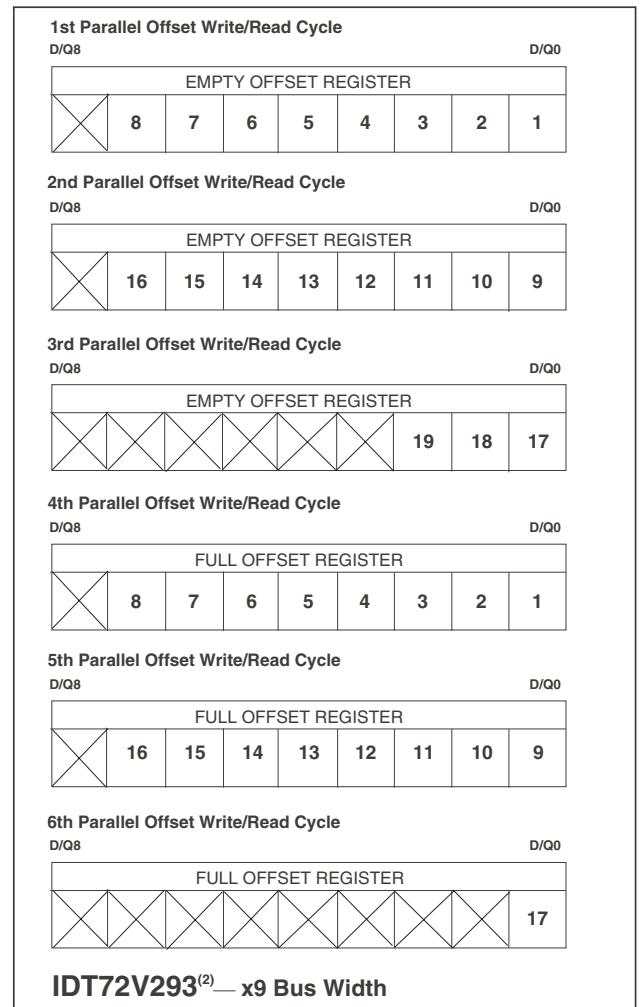 1st Parallel Offset Write/Read Cycle
D/Q8 D/Q0
EMPTY OFFSET REGISTER
8 7 6 5 4 3 2 1
2nd Parallel Offset Write/Read Cycle
D/Q8 D/Q0
EMPTY OFFSET REGISTER
16 15 14 13 12 11 10 9
3rd Parallel Offset Write/Read Cycle
D/Q8 D/Q0
EMPTY OFFSET REGISTER
19 18 17
4th Parallel Offset Write/Read Cycle
D/Q8 D/Q0
FULL OFFSET REGISTER
8 7 6 5 4 3 2 1
5th Parallel Offset Write/Read Cycle
D/Q8 D/Q0
FULL OFFSET REGISTER
16 15 14 13 12 11 10 9
6th Parallel Offset Write/Read Cycle
D/Q8 D/Q0
FULL OFFSET REGISTER
17
IDT72V293(2)— x9 Bus Width